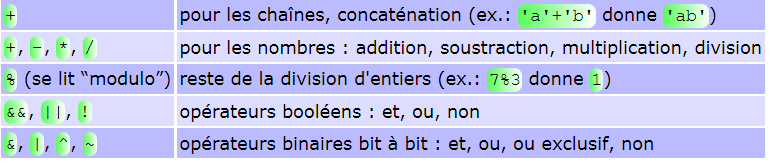 + pour les chaînes, concaténation (ex.: 'a'+'b' donne 'ab')
+, -, *, / pour les nombres : addition, soustraction, multiplication, division
% (se lit “modulo”) reste de la division d'entiers (ex.: 7%3 donne 1)
&&, ||, ! opérateurs booléens : et, ou, non
&, |, ^, ~ opérateurs binaires bit à bit : et, ou, ou exclusif, non